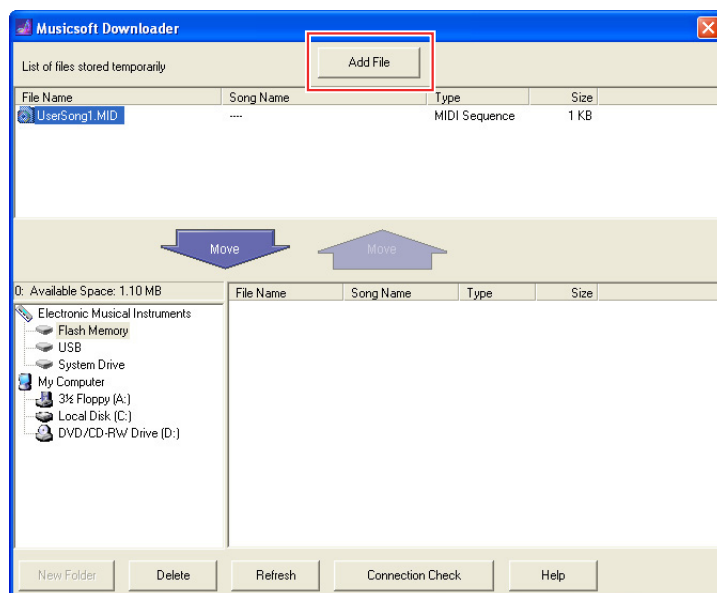 Musicsoft Downloader
List of files stored temporarily
Add File
File Name Song Name Type Size
UserSong1.MID ---- MIDI Sequence 1 KB
Move Move
0: Available Space: 1.10 MB
File Name Song Name Type Size
Electronic Musical Instruments
Flash Memory
USB
System Drive
My Computer
3½ Floppy (A:)
Local Disk (C:)
DVD/CD-RW Drive (D:)
New Folder Delete Refresh Connection Check Help